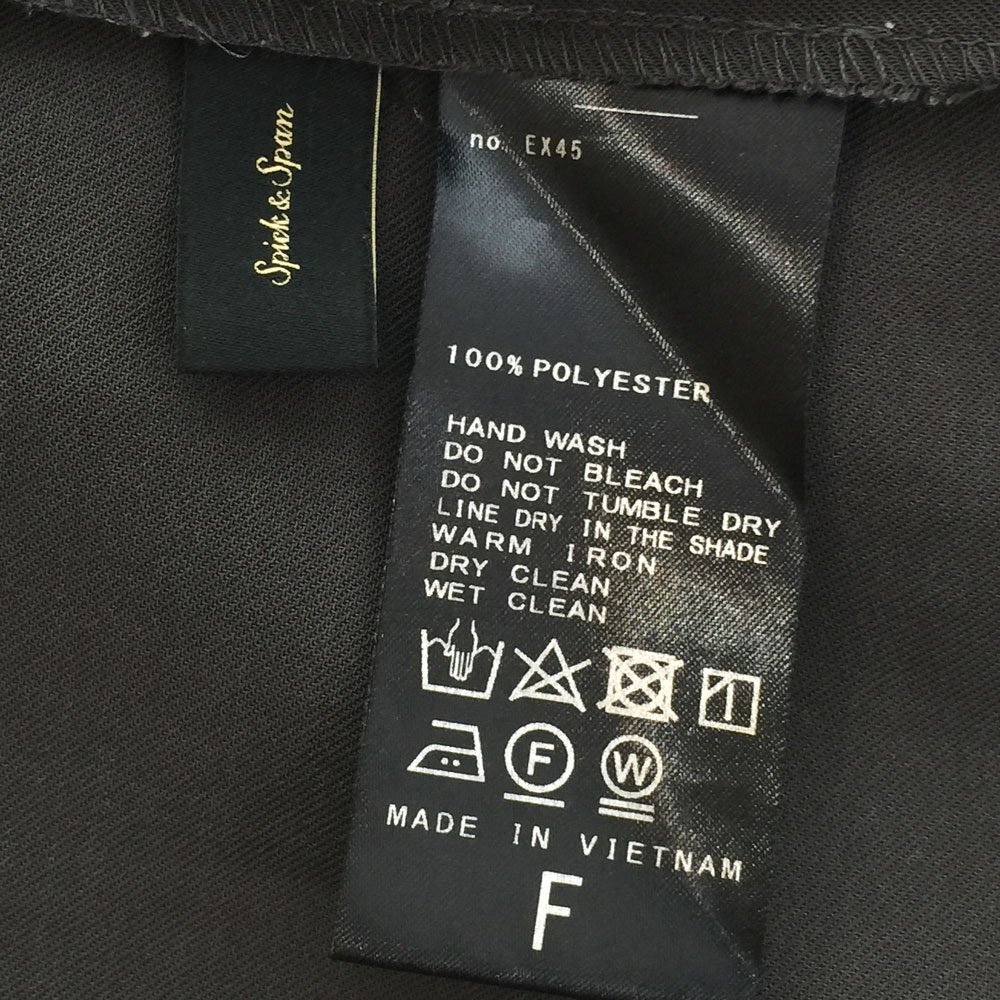 Spick & Span
no. EX45
100% POLYESTER
HAND WASH
DO NOT BLEACH
DO NOT TUMBLE DRY
LINE DRY IN THE SHADE
WARM IRON
DRY CLEAN
WET CLEAN
F W
MADE IN VIETNAM
F